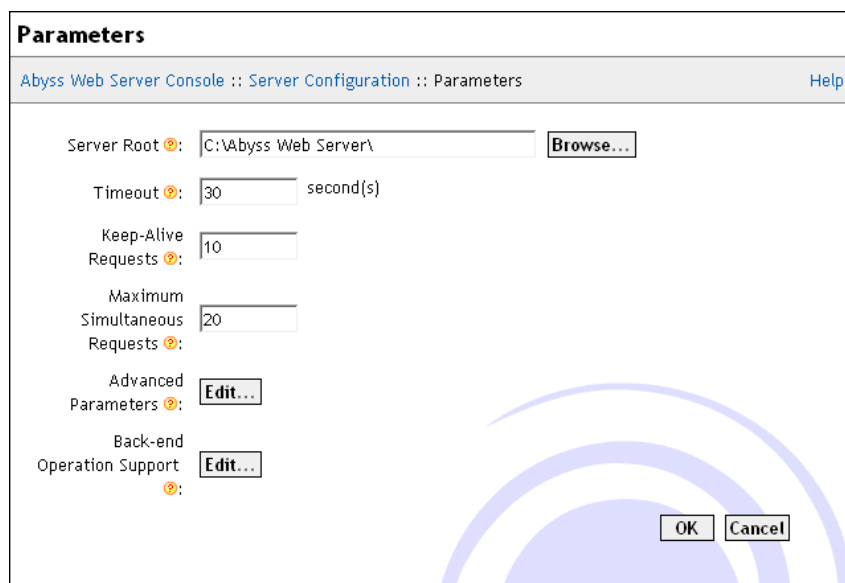 Parameters
Abyss Web Server Console :: Server Configuration :: Parameters Help
Server Root ?: C:\Abyss Web Server\ Browse...
Timeout ?: 30 second(s)
Keep-Alive
Requests ?: 10
Maximum
Simultaneous
Requests ?: 20
Advanced
Parameters ?: Edit...
Back-end
Operation Support Edit...
?:
OK Cancel